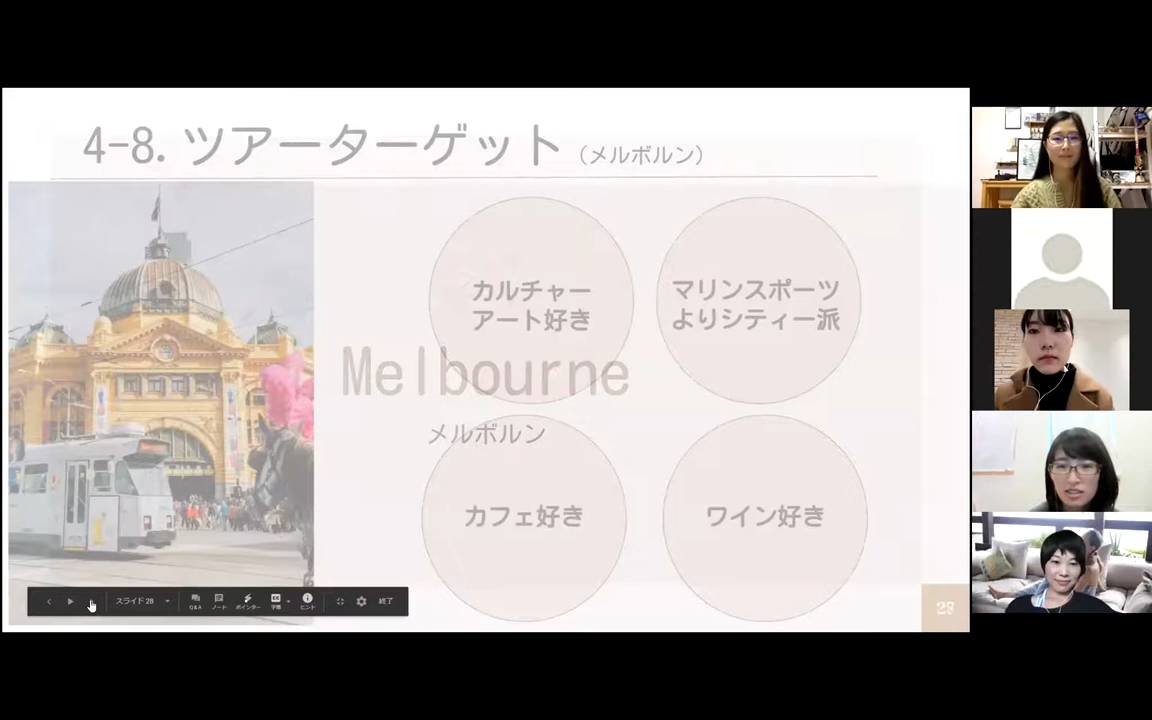 4-8. ツアーターゲット（メルボルン）
カルチャー
アート好き
マリンスポーツ
よりシティー派
Melbourne
メルボルン
カフェ好き
ワイン好き
スライド 28
Q&A
ノート
ポインター
字幕
ヒント
終了